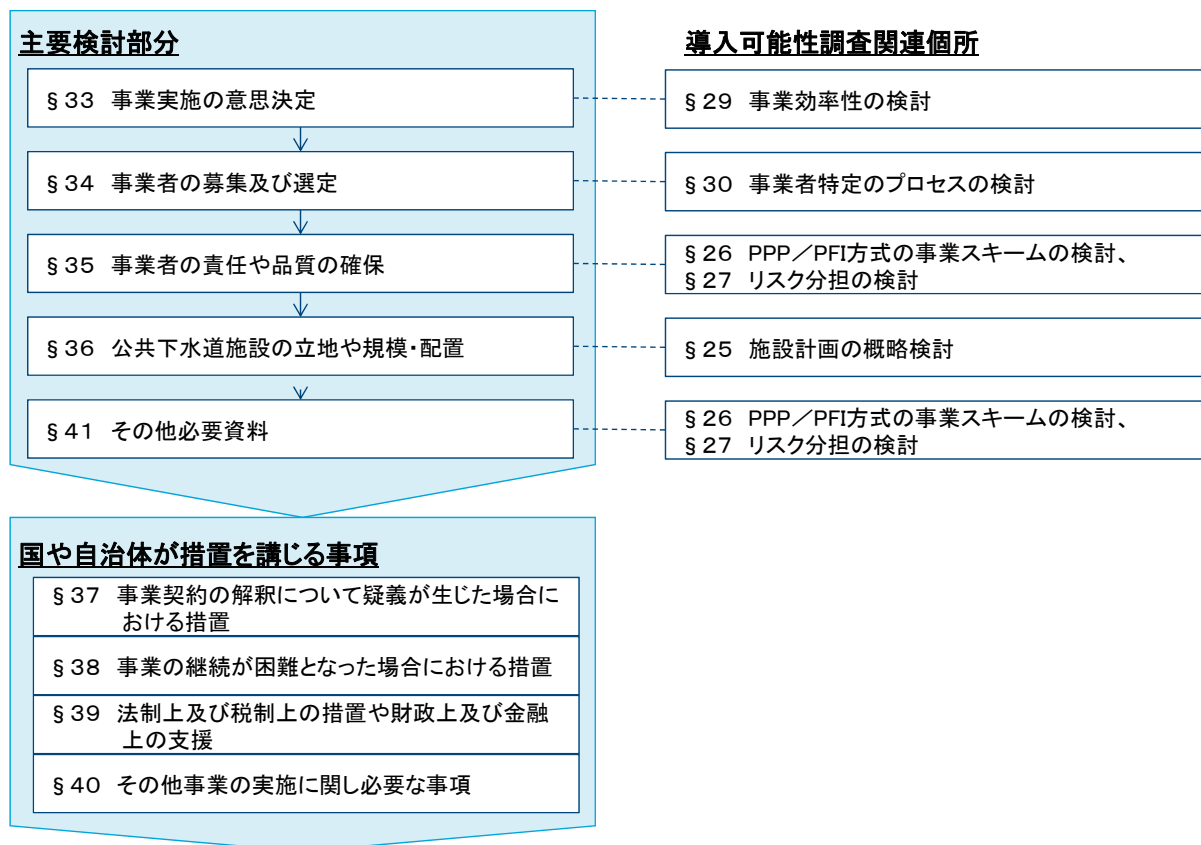 主要検討部分
§33 事業実施の意思決定
§34 事業者の募集及び選定
§35 事業者の責任や品質の確保
§36 公共下水道施設の立地や規模・配置
§41 その他必要資料
導入可能性調査関連個所
§29 事業効率性の検討
§30 事業者特定のプロセスの検討
§26 PPP／PFI方式の事業スキームの検討、
§27 リスク分担の検討
§25 施設計画の概略検討
§26 PPP／PFI方式の事業スキームの検討、
§27 リスク分担の検討
国や自治体が措置を講じる事項
§37 事業契約の解釈について疑義が生じた場合に
おける措置
§38 事業の継続が困難となった場合における措置
§39 法制上及び税制上の措置や財政上及び金融
上の支援
§40 その他事業の実施に関し必要な事項